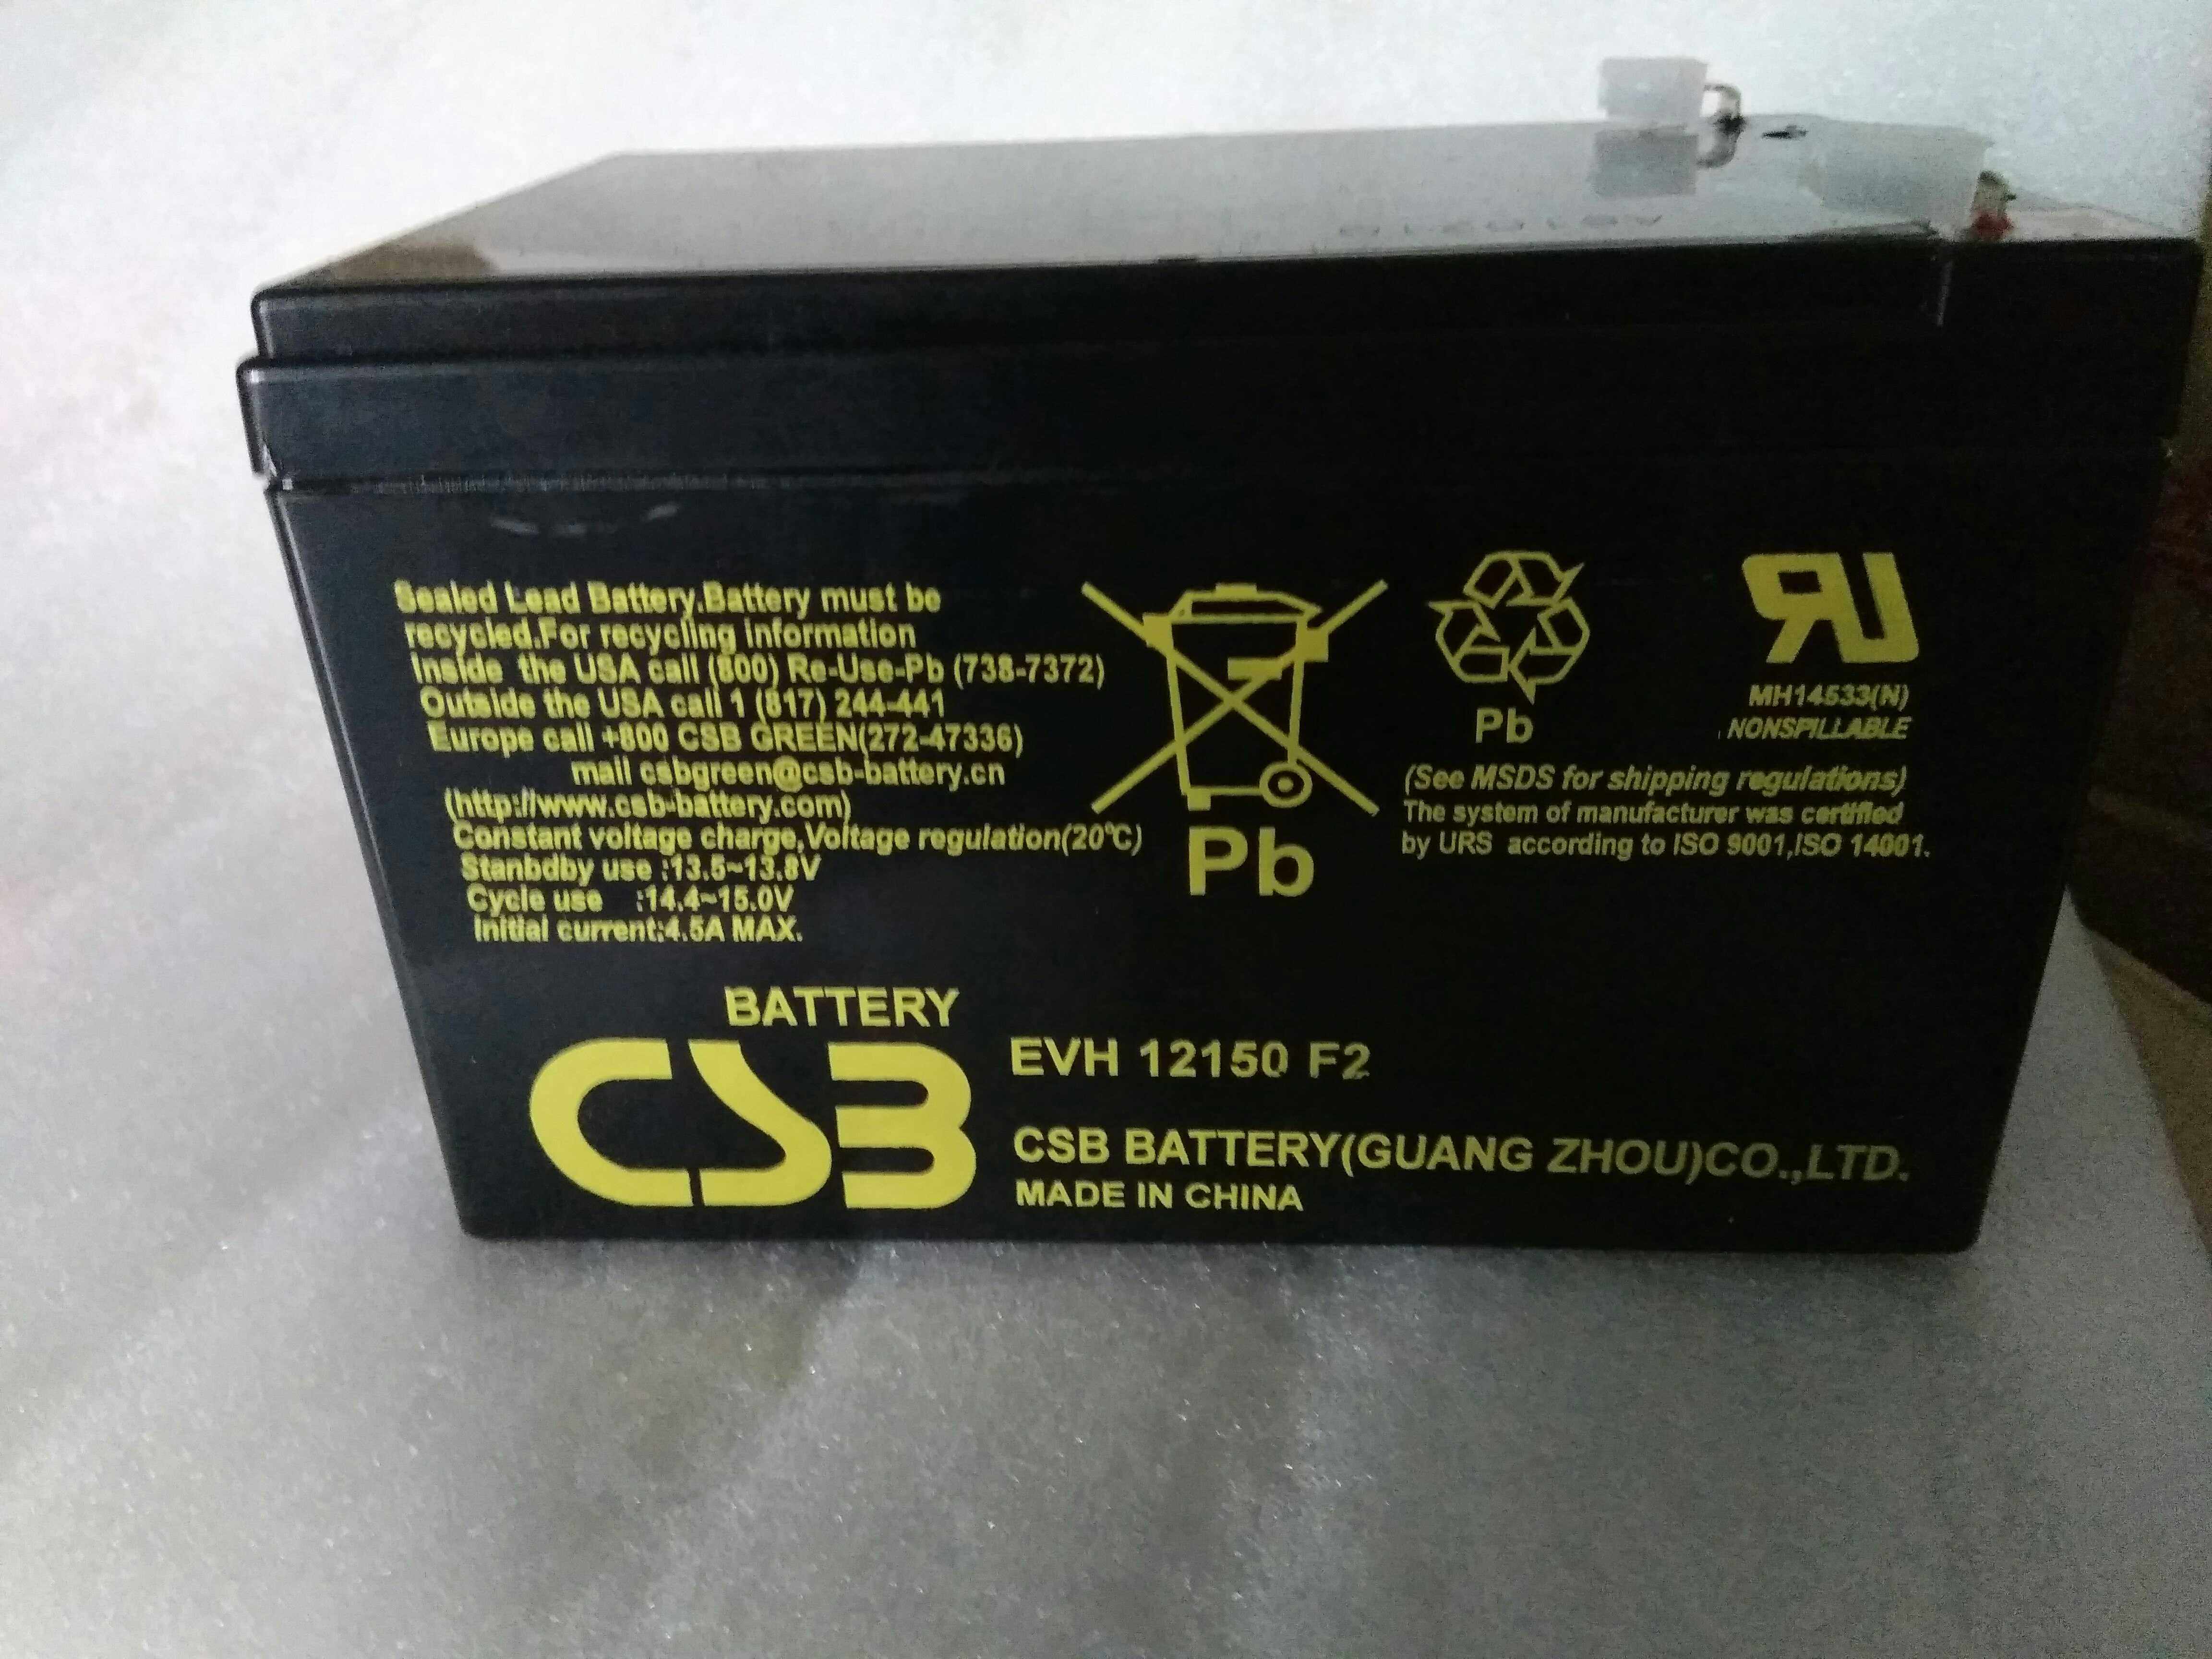 Sealed Lead Battery.Battery must be
recycled.For recycling information
Inside the USA call (800) Re-Use-Pb (738-7372)
Outside the USA call 1 (817) 244-441
Europe call +800 CSB GREEN(272-47336)
mail csbgreen@csb-battery.cn
(http://www.csb-battery.com)
Constant voltage charge,Voltage regulation(20°C)
Stanbdby use :13.5~13.8V
Cycle use :14.4~15.0V
Initial current:4.5A MAX.
Pb
Pb
RU
MH14533(N)
NONSPILLABLE
(See MSDS for shipping regulations)
The system of manufacturer was certified
by URS according to ISO 9001,ISO 14001.
BATTERY
CSB
EVH 12150 F2
CSB BATTERY(GUANG ZHOU)CO.,LTD.
MADE IN CHINA